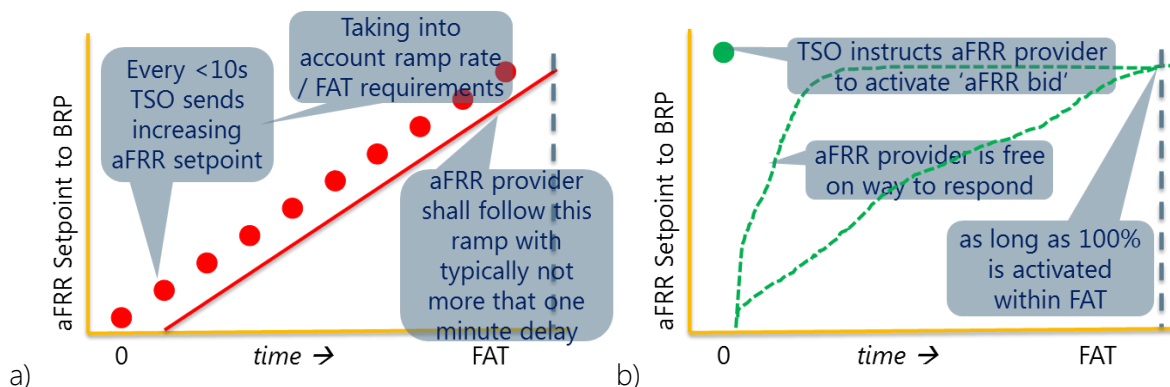 aFRR Setpoint to BRP
Every <10s
TSO sends
increasing
aFRR setpoint
Taking into
account ramp rate
/ FAT requirements
aFRR provider
shall follow this
ramp with
typically not
more that one
minute delay
0
time →
FAT
a)
aFRR Setpoint to BRP
TSO instructs aFRR provider
to activate ‘aFRR bid’
aFRR provider is free
on way to respond
as long as 100%
is activated
within FAT
0
time →
FAT
b)